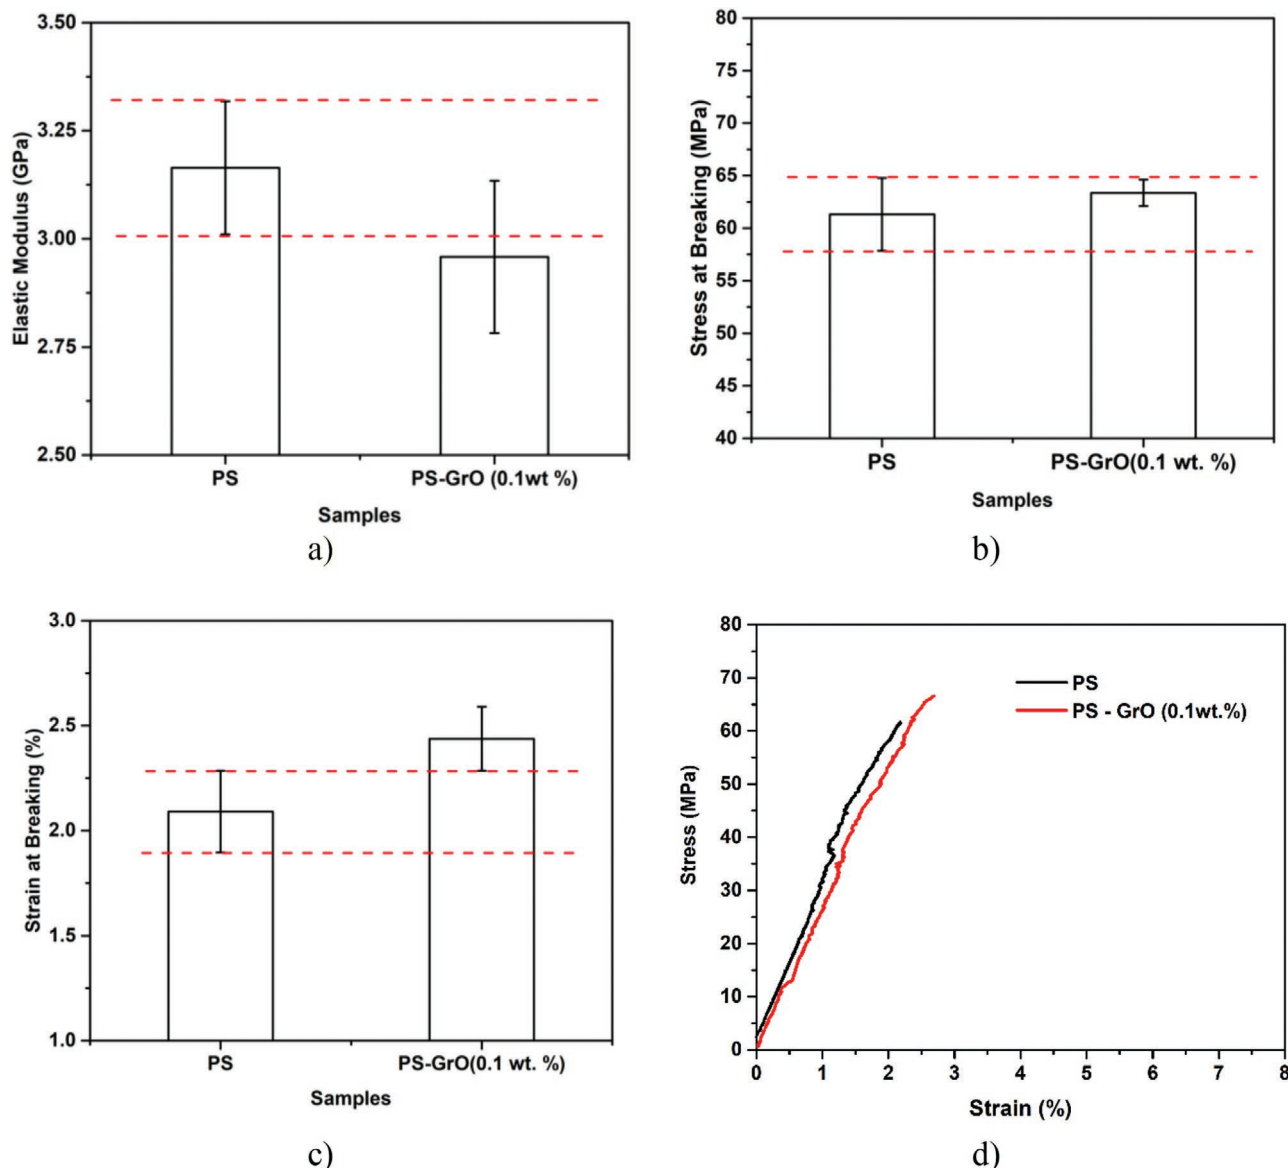 3.50
3.25
3.00
2.75
2.50
Elastic Modulus (GPa)
PS
PS-GrO (0.1wt %)
Samples
a)
80
75
70
65
60
55
50
45
40
Stress at Breaking (MPa)
PS
PS-GrO(0.1 wt. %)
Samples
b)
3.0
2.5
2.0
1.5
1.0
Strain at Breaking (%)
PS
PS-GrO(0.1 wt. %)
Samples
c)
80
70
60
50
40
30
20
10
0
Stress (MPa)
PS
PS - GrO (0.1wt.%)
0 1 2 3 4 5 6 7 8
Strain (%)
d)